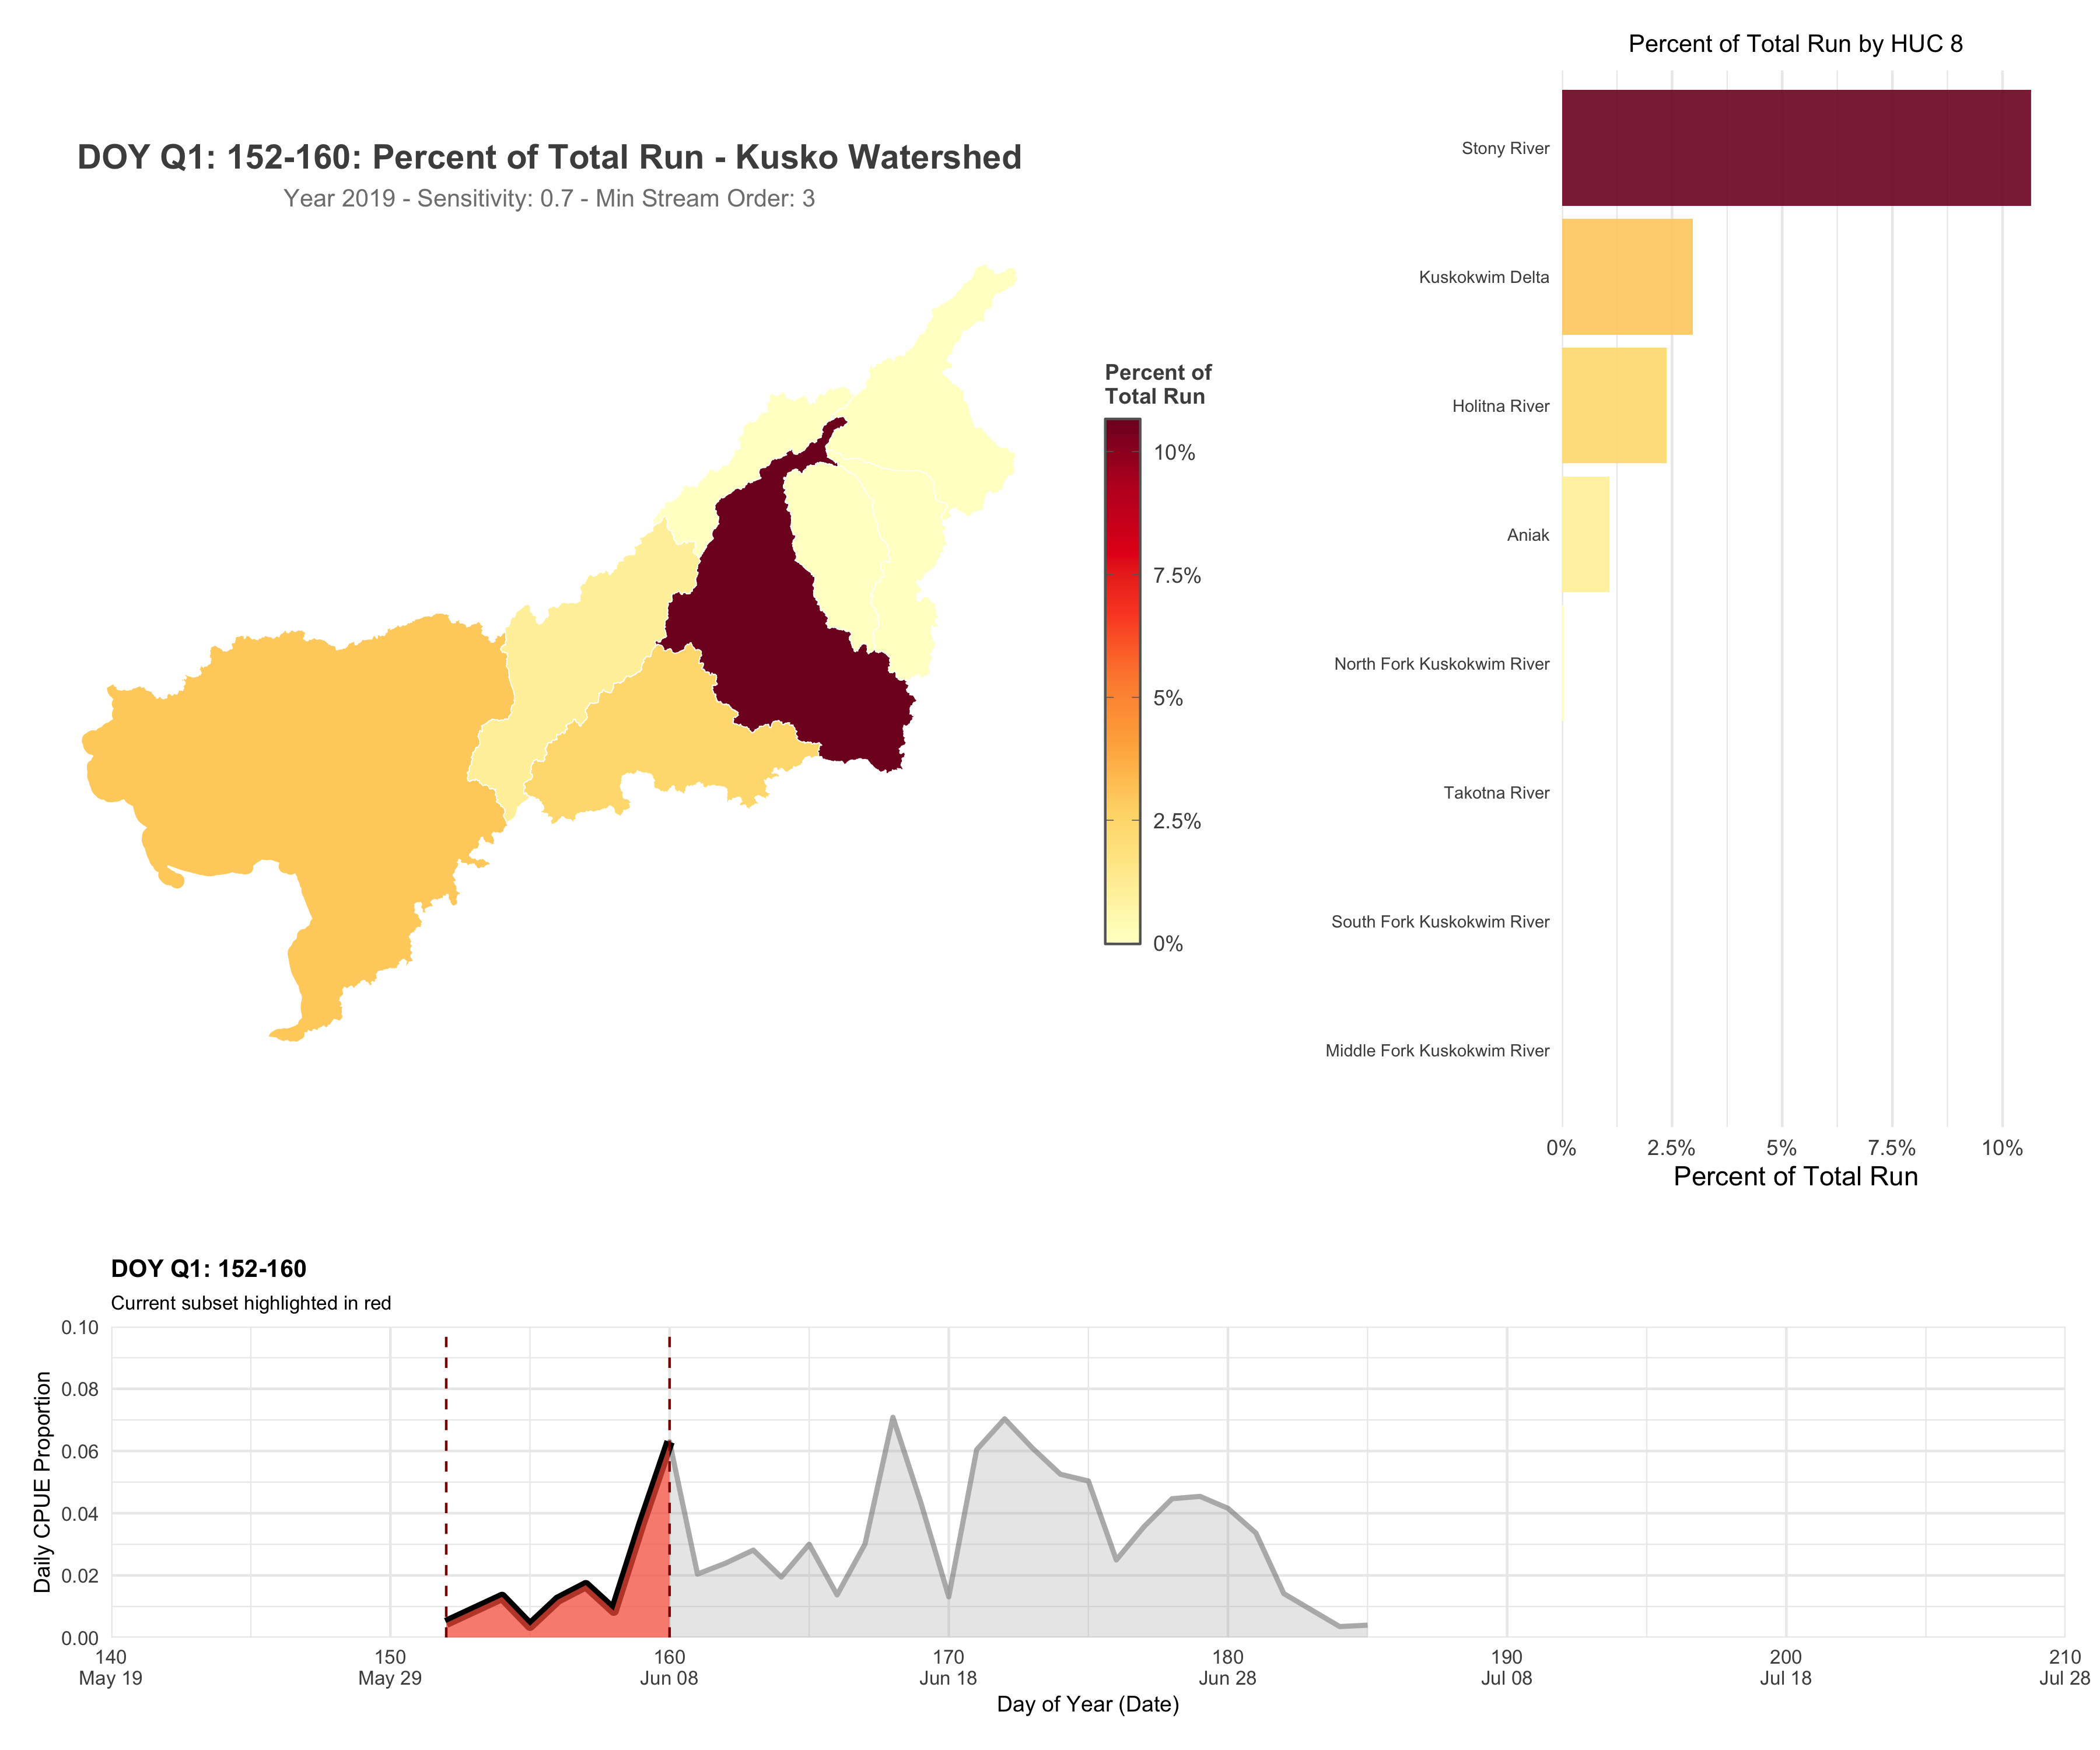 Percent of Total Run by HUC 8
DOY Q1: 152-160: Percent of Total Run - Kusko Watershed
Year 2019 - Sensitivity: 0.7 - Min Stream Order: 3
Percent of
Total Run
10%
7.5%
5%
2.5%
0%
Stony River
Kuskokwim Delta
Holitna River
Aniak
North Fork Kuskokwim River
Takotna River
South Fork Kuskokwim River
Middle Fork Kuskokwim River
0% 2.5% 5% 7.5% 10%
Percent of Total Run
DOY Q1: 152-160
Current subset highlighted in red
Daily CPUE Proportion
0.10
0.08
0.06
0.04
0.02
0.00
140 150 160 170 180 190 200 210
May 19 May 29 Jun 08 Jun 18 Jun 28 Jul 08 Jul 18 Jul 28
Day of Year (Date)